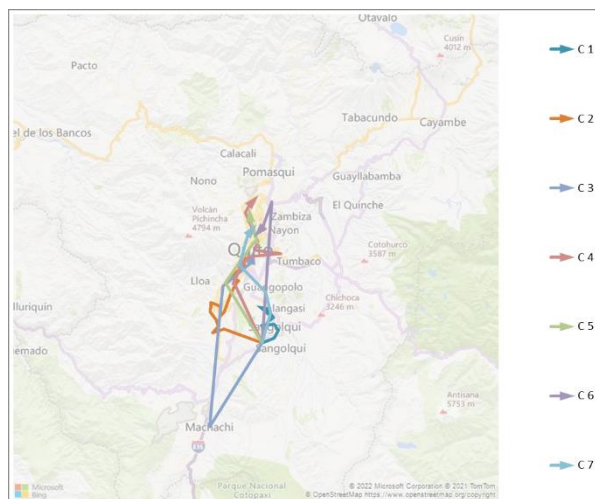 Otavalo
Cusin
4012 m
Pacto
Tabacundo
Cayambe
el de los Bancos
Calacali
Nono
Pomasqui
Guayllabamba
El Quinche
Volcán
Pichincha
4794 m
Zambiza
Nayon
Cotohurco
3587 m
Tumbaco
Lloa
Guangopolo
Chichoca
3246 m
alangasi
lluriquin
Sangolqui
Sangolquí
emado
Antisana
5753 m
Machachi
Parque Nacional
Cotopaxi
Microsoft
Bing
© 2022 Microsoft Corporation © 2021 TomTom
© OpenStreetMap https://www.openstreetmap.org/copyright
C 1
C 2
C 3
C 4
C 5
C 6
C 7